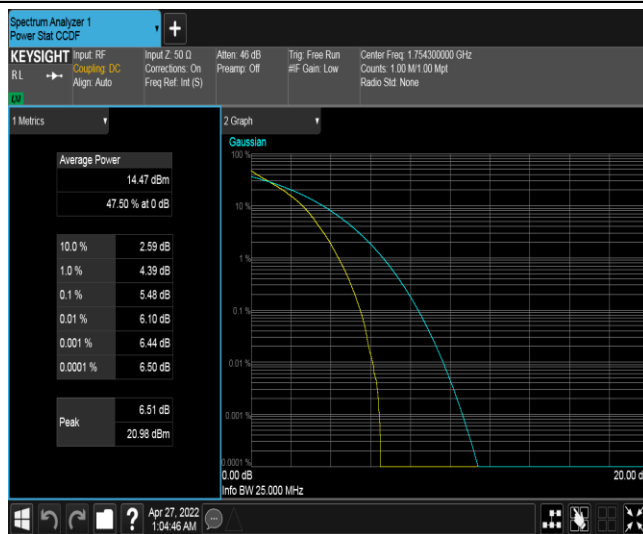 Spectrum Analyzer 1
Power Stat CCDF
+
KEYSIGHT
RL
LXI
Input: RF
Coupling: DC
Align: Auto
Input Z: 50 Ω
Corrections: On
Freq Ref: Int (S)
Atten: 46 dB
Preamp: Off
Trig: Free Run
#IF Gain: Low
Center Freq: 1.754300000 GHz
Counts: 1.00 M/1.00 Mpt
Radio Std: None
1 Metrics
Average Power
14.47 dBm
47.50 % at 0 dB
10.0 % 2.59 dB
1.0 % 4.39 dB
0.1 % 5.48 dB
0.01 % 6.10 dB
0.001 % 6.44 dB
0.0001 % 6.50 dB
Peak
6.51 dB
20.98 dBm
2 Graph
Gaussian
100 %
10 %
1 %
0.1 %
0.01 %
0.001 %
0.0001 %
0.00 dB
20.00 d
Info BW 25.000 MHz
?
Apr 27, 2022
1:04:46 AM